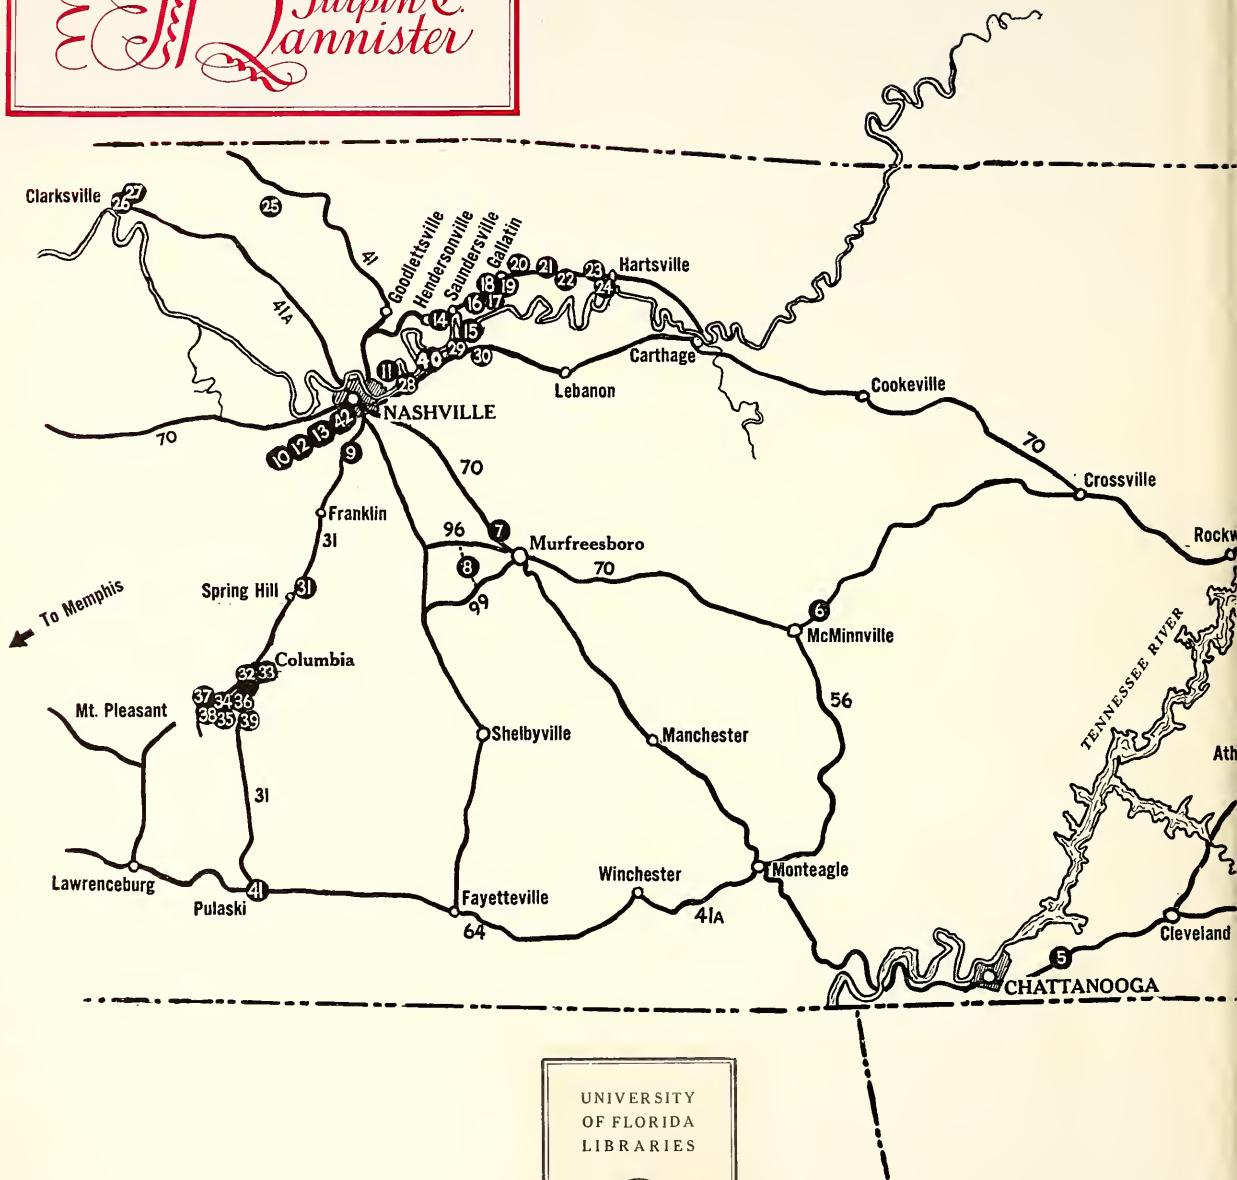 Turpin C.
Bannister
Clarksville
27
26
25
41
41A
Goodlettsville
Hendersonville
Saundersville
Gallatin
20
21
22
23
24
Hartsville
18
19
16
17
14
15
29
30
40
11
28
Carthage
Lebanon
Cookeville
NASHVILLE
70
10
12
13
42
9
70
70
Crossville
Franklin
31
96
7
Murfreesboro
8
99
70
Rockw
To Memphis
Spring Hill
31
6
McMinnville
TENNESSEE RIVER
Columbia
32
33
37
34
36
38
35
39
Mt. Pleasant
56
Shelbyville
Manchester
Ath
31
Lawrenceburg
Pulaski
41
Fayetteville
64
Winchester
41A
Monteagle
Cleveland
5
CHATTANOOGA
UNIVERSITY
OF FLORIDA
LIBRARIES